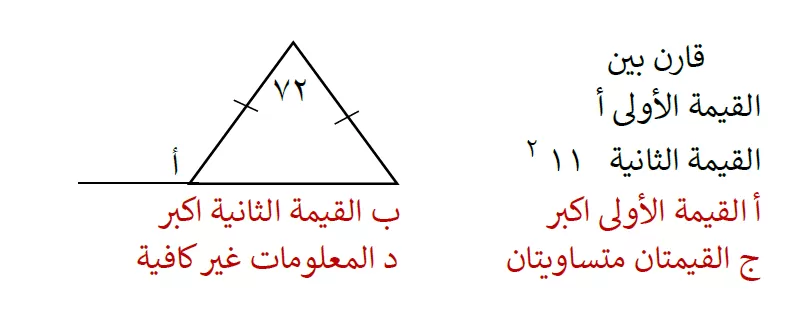 قارن بين
القيمة الأولى أ
القيمة الثانية ١١ ٢
٧٢
أ
أ القيمة الأولى اكبر
ب القيمة الثانية اكبر
ج القيمتان متساويتان
د المعلومات غير كافية